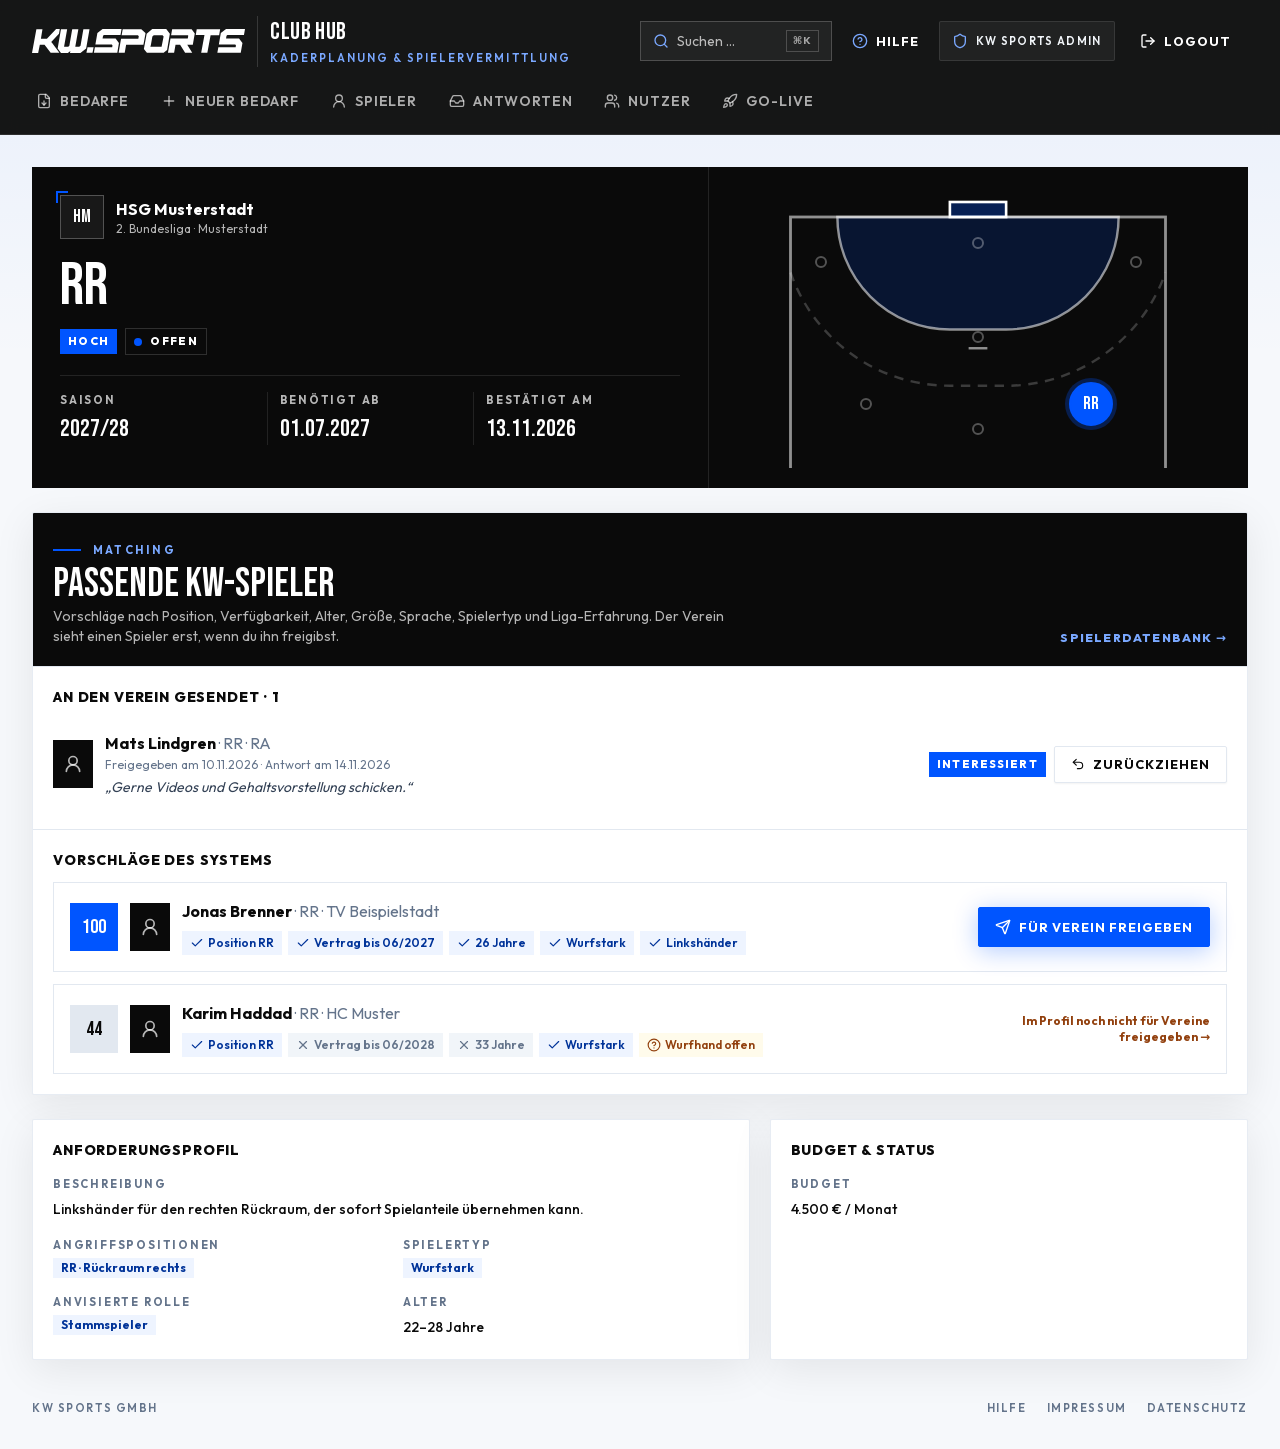 KW.SPORTS
CLUB HUB
KADERPLANUNG & SPIELERVERMITTLUNG
Suchen ...
⌘K
HILFE
KW SPORTS ADMIN
LOGOUT
BEDARFE
NEUER BEDARF
SPIELER
ANTWORTEN
NUTZER
GO-LIVE
HM
HSG Musterstadt
2. Bundesliga · Musterstadt
RR
HOCH
OFFEN
SAISON
BENÖTIGT AB
BESTÄTIGT AM
2027/28
01.07.2027
13.11.2026
RR
MATCHING
PASSENDE KW-SPIELER
Vorschläge nach Position, Verfügbarkeit, Alter, Größe, Sprache, Spielertyp und Liga-Erfahrung. Der Verein
sieht einen Spieler erst, wenn du ihn freigibst.
SPIELERDATENBANK →
AN DEN VEREIN GESENDET · 1
Mats Lindgren · RR · RA
Freigegeben am 10.11.2026 · Antwort am 14.11.2026
„Gerne Videos und Gehaltsvorstellung schicken.“
INTERESSIERT
ZURÜCKZIEHEN
VORSCHLÄGE DES SYSTEMS
100
Jonas Brenner · RR · TV Beispielstadt
Position RR
Vertrag bis 06/2027
26 Jahre
Wurfstark
Linkshänder
FÜR VEREIN FREIGEBEN
44
Karim Haddad · RR · HC Muster
Position RR
Vertrag bis 06/2028
33 Jahre
Wurfstark
Wurfhand offen
Im Profil noch nicht für Vereine
freigegeben →
ANFORDERUNGSPROFIL
BESCHREIBUNG
Linkshänder für den rechten Rückraum, der sofort Spielanteile übernehmen kann.
ANGRIFFSPOSITIONEN
SPIELERTYP
RR · Rückraum rechts
Wurfstark
ANVISIERTE ROLLE
ALTER
Stammspieler
22–28 Jahre
BUDGET & STATUS
BUDGET
4.500 € / Monat
KW SPORTS GMBH
HILFE
IMPRESSUM
DATENSCHUTZ